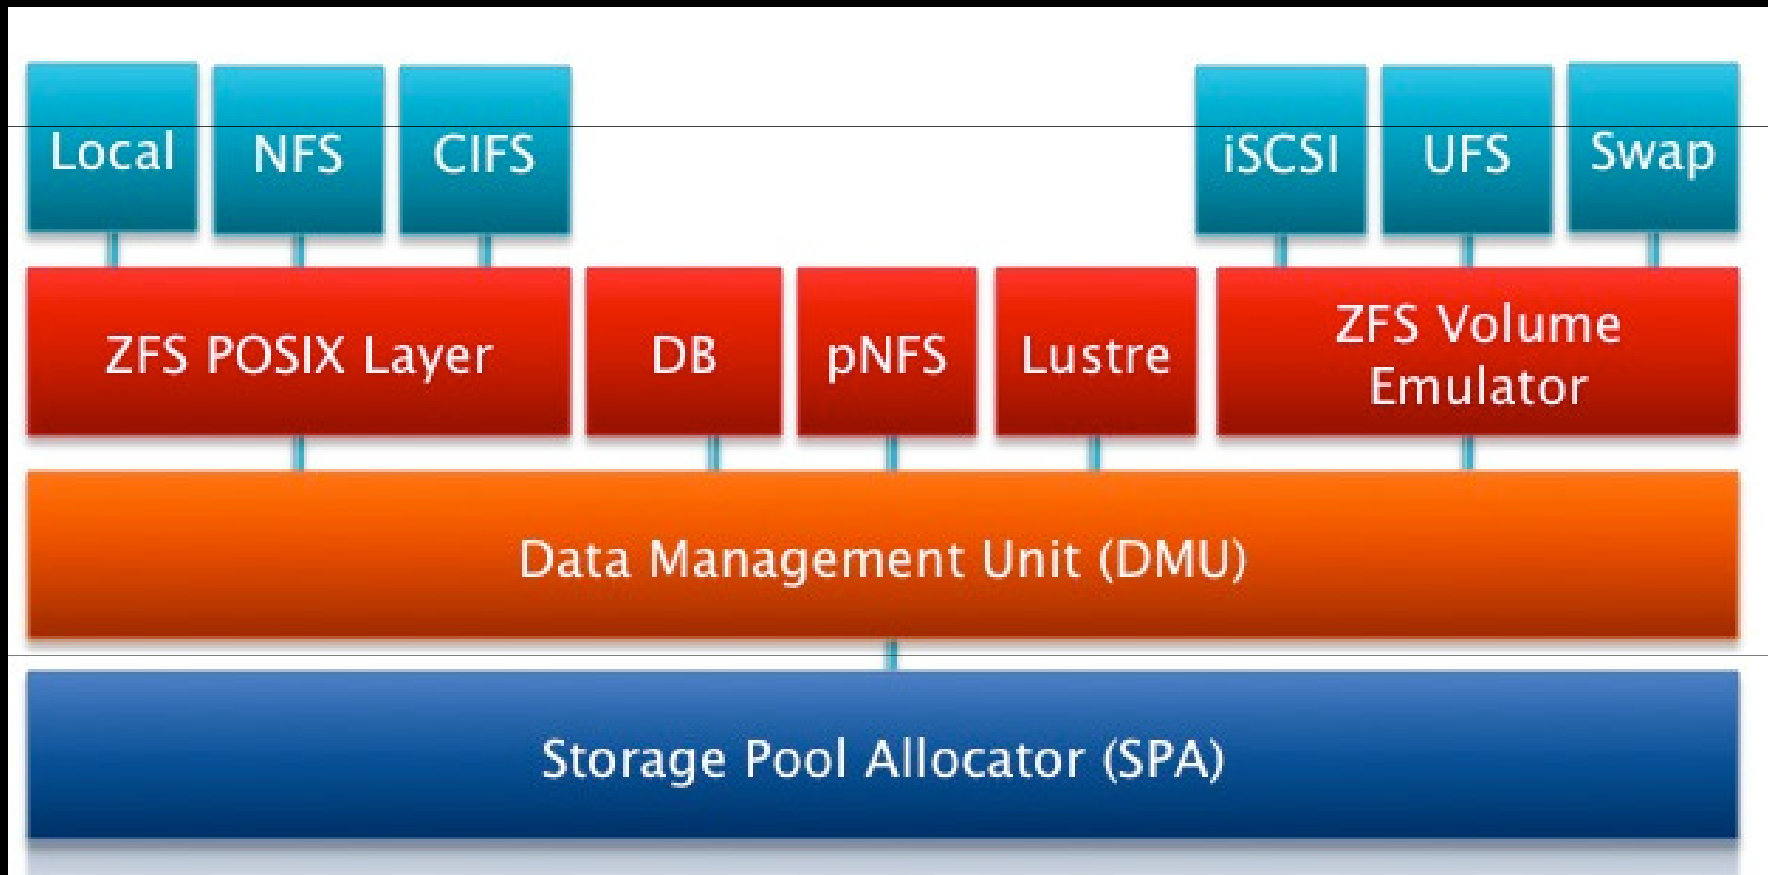 Local
NFS
CIFS
iSCSI
UFS
Swap
ZFS POSIX Layer
DB
pNFS
Lustre
ZFS Volume
Emulator
Data Management Unit (DMU)
Storage Pool Allocator (SPA)